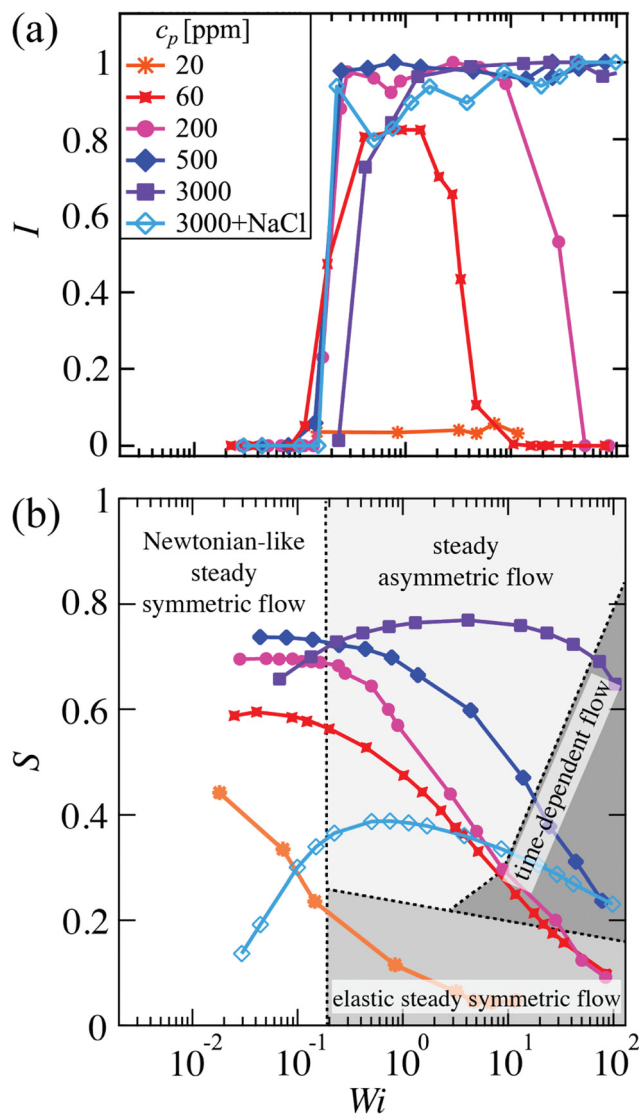 (a)
c_p [ppm]
20
60
200
500
3000
3000+NaCl
1
0.8
0.6
0.4
0.2
0
I
(b)
1
0.8
0.6
0.4
0.2
0
S
Newtonian-like
steady
symmetric flow
steady
asymmetric flow
time-dependent flow
elastic steady symmetric flow
10^-2
10^-1
10^0
10^1
10^2
Wi